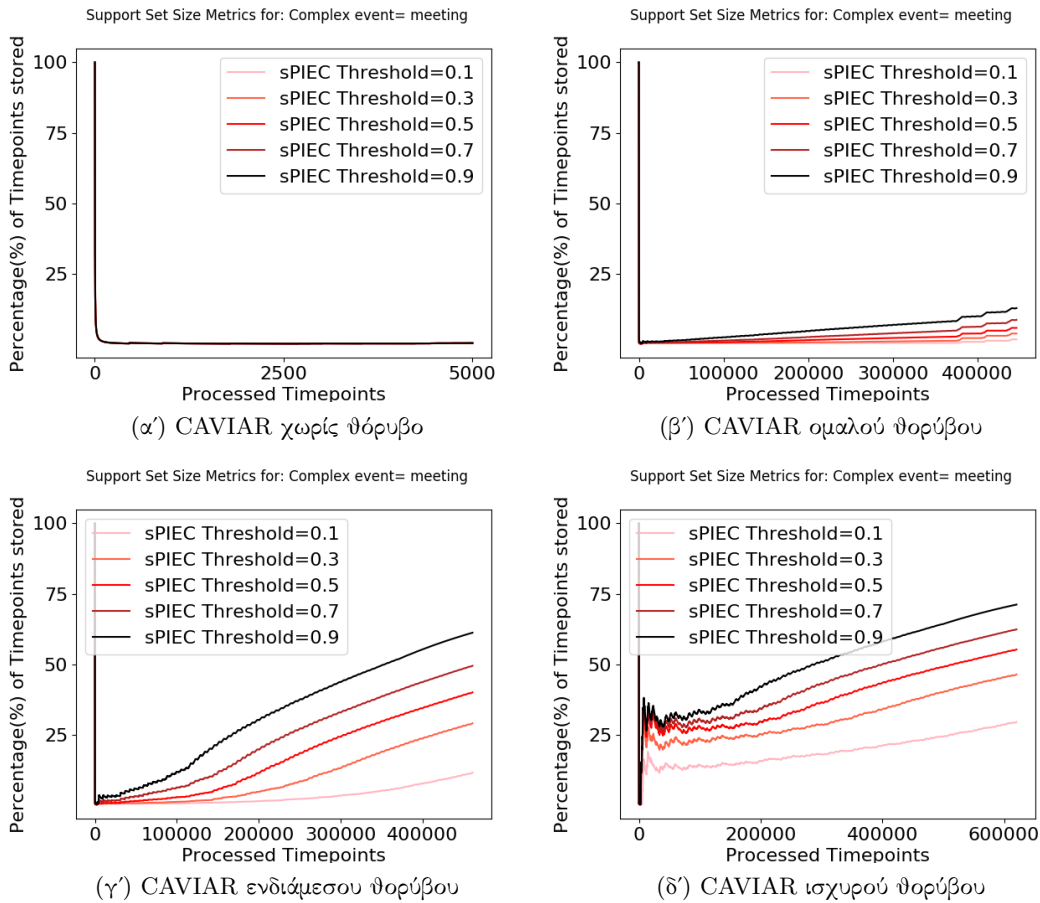 Support Set Size Metrics for: Complex event= meeting
Percentage(%) of Timepoints stored
100
75
50
25
sPIEC Threshold=0.1
sPIEC Threshold=0.3
sPIEC Threshold=0.5
sPIEC Threshold=0.7
sPIEC Threshold=0.9
0
2500
5000
Processed Timepoints
(α΄) CAVIAR χωρίς θόρυβο
Support Set Size Metrics for: Complex event= meeting
Percentage(%) of Timepoints stored
100
75
50
25
sPIEC Threshold=0.1
sPIEC Threshold=0.3
sPIEC Threshold=0.5
sPIEC Threshold=0.7
sPIEC Threshold=0.9
0
100000
200000
300000
400000
Processed Timepoints
(β΄) CAVIAR ομαλού θορύβου
Support Set Size Metrics for: Complex event= meeting
Percentage(%) of Timepoints stored
100
75
50
25
sPIEC Threshold=0.1
sPIEC Threshold=0.3
sPIEC Threshold=0.5
sPIEC Threshold=0.7
sPIEC Threshold=0.9
0
100000
200000
300000
400000
Processed Timepoints
(γ΄) CAVIAR ενδιάμεσου θορύβου
Support Set Size Metrics for: Complex event= meeting
Percentage(%) of Timepoints stored
100
75
50
25
sPIEC Threshold=0.1
sPIEC Threshold=0.3
sPIEC Threshold=0.5
sPIEC Threshold=0.7
sPIEC Threshold=0.9
0
200000
400000
600000
Processed Timepoints
(δ΄) CAVIAR ισχυρού θορύβου